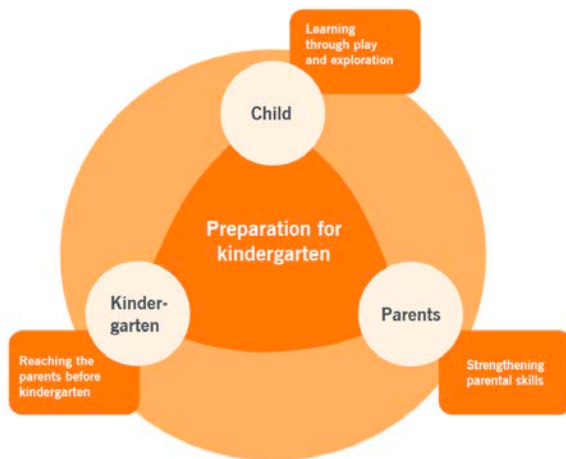 Learning
through play
and exploration
Child
Preparation for
kindergarten
Kinder-
garten
Parents
Reaching the
parents before
kindergarten
Strengthening
parental skills